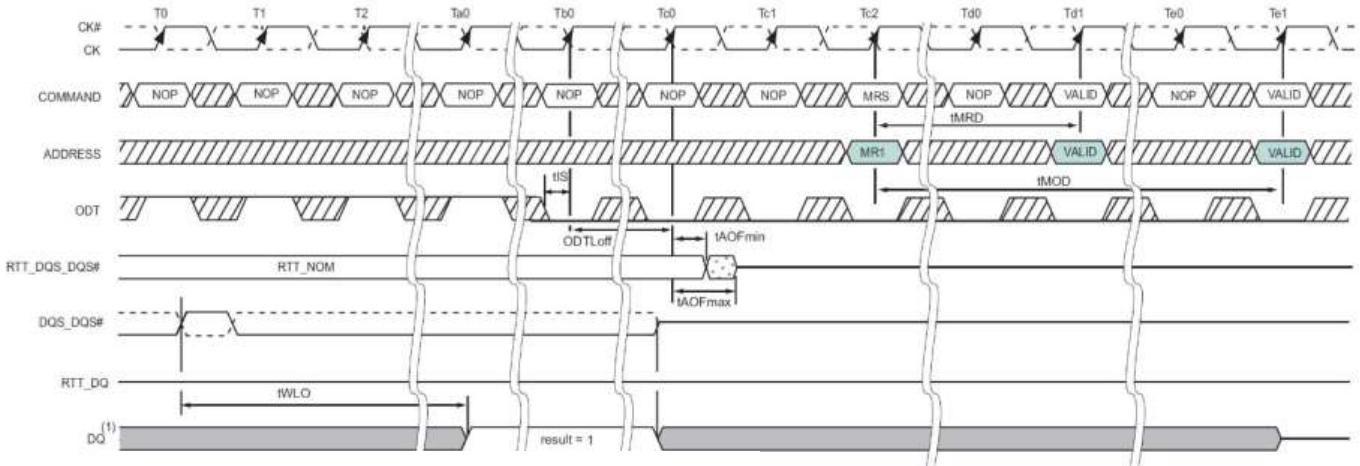 T0 T1 T2 Ta0 Tb0 Tc0 Tc1 Tc2 Td0 Td1 Te0 Te1
CK#
CK
COMMAND NOP NOP NOP NOP NOP NOP NOP MRS NOP VALID NOP VALID
tMRD
ADDRESS MR1 VALID VALID
tIS
tMOD
ODT
ODTLoff tAOFmin
RTT_DQS_DQS# RTT_NOM
tAOFmax
DQS_DQS#
RTT_DQ
tWLO
DQ (1) result = 1